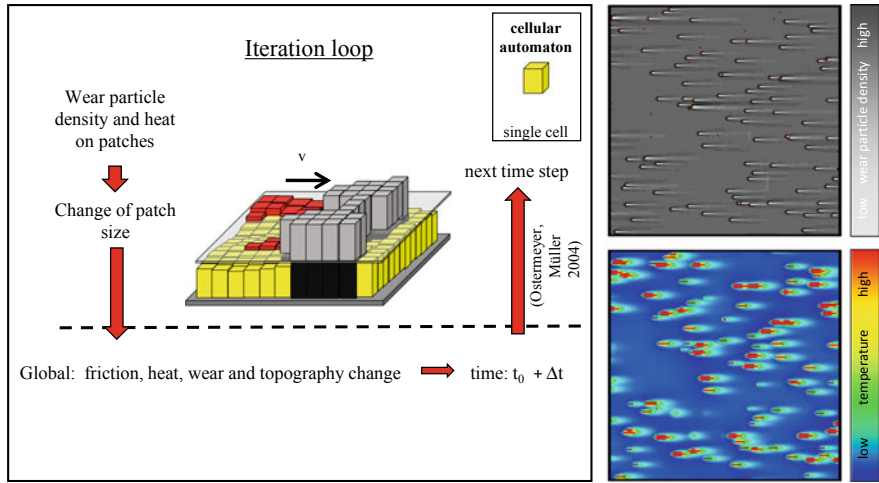 Iteration loop
cellular
automaton
single cell
Wear particle
density and heat
on patches
Change of patch
size
v
next time step
(Ostermeyer,
Müller
2004)
Global: friction, heat, wear and topography change
time: t₀ + Δt
low wear particle density high
low temperature high